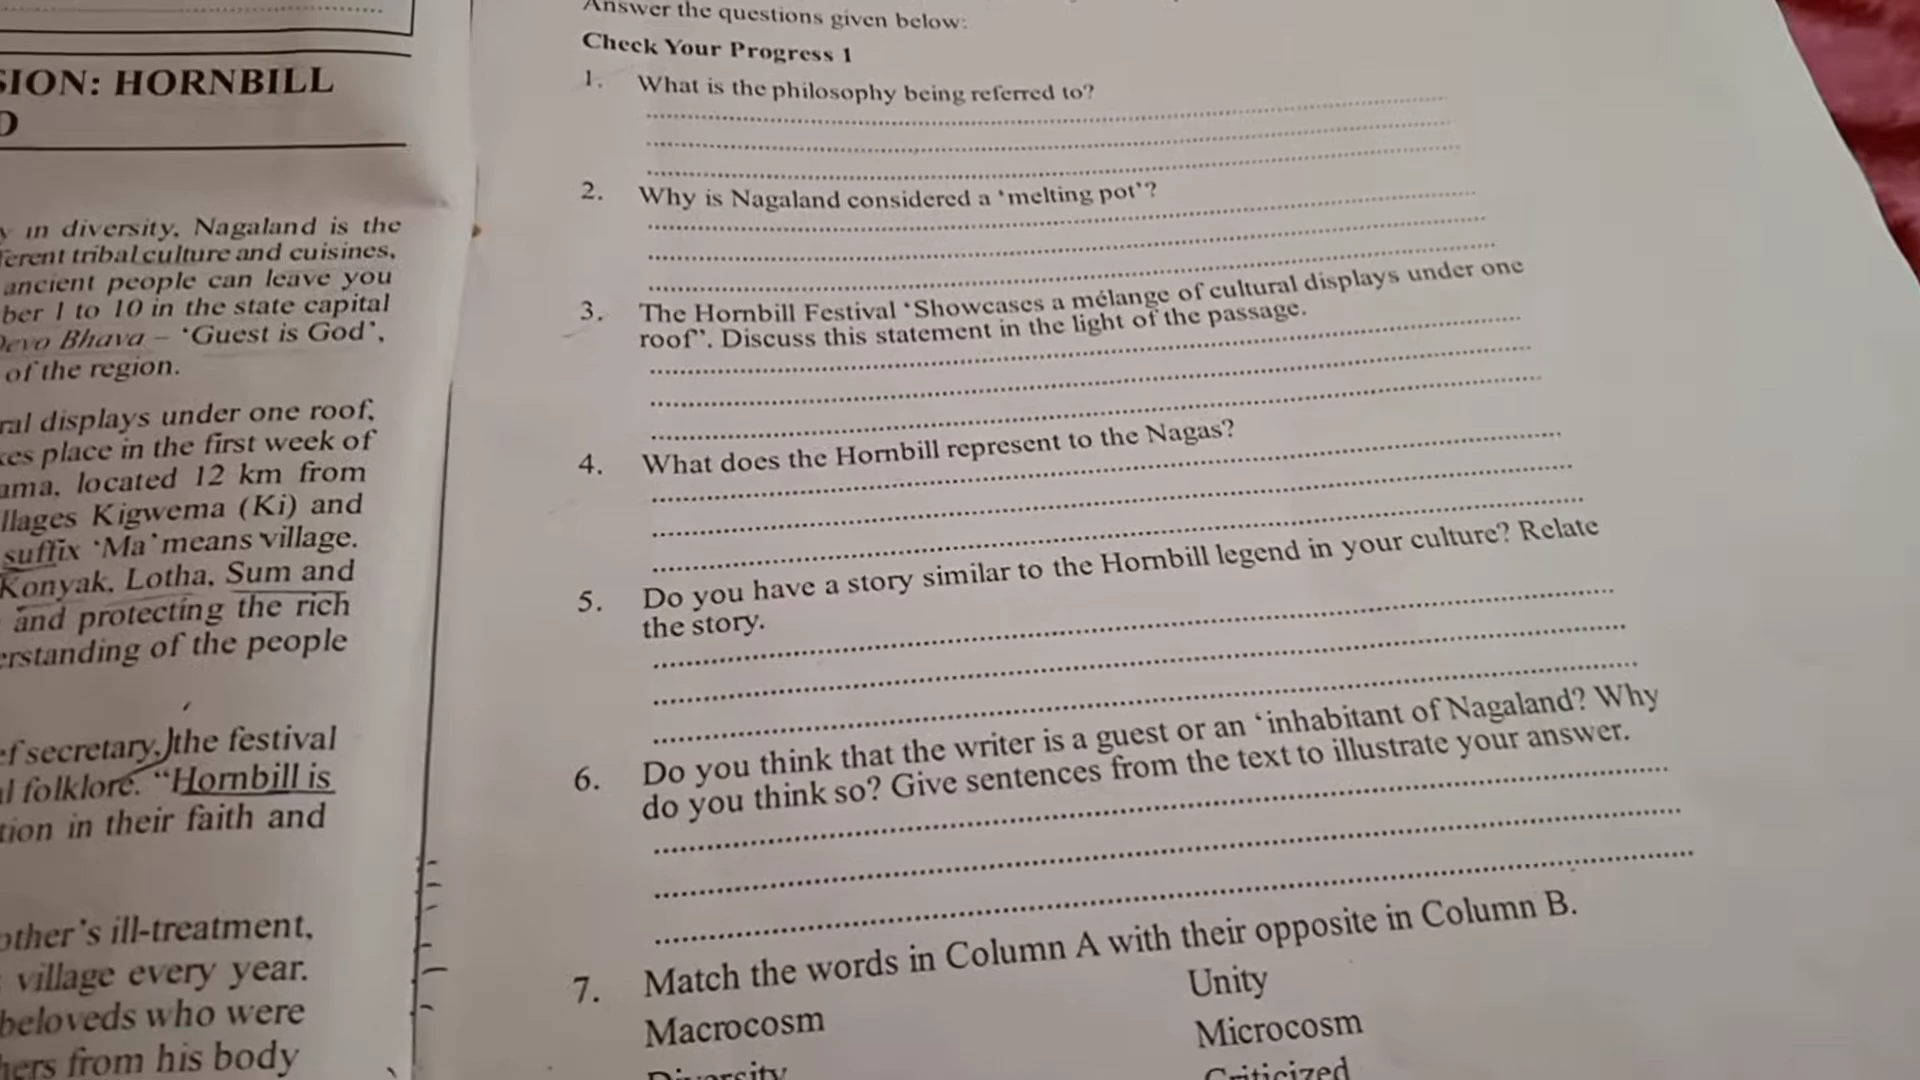 SION: HORNBILL
D
in diversity, Nagaland is the
ferent tribal culture and cuisines,
ancient people can leave you
ber 1 to 10 in the state capital
Devo Bhava – ‘Guest is God’,
of the region.
ral displays under one roof,
kes place in the first week of
ama, located 12 km from
llages Kigwema (Ki) and
suffix ‘Ma’ means village.
Konyak, Lotha, Sum and
and protecting the rich
erstanding of the people
ef secretary, the festival
al folklore. “Hornbill is
tion in their faith and
other’s ill-treatment,
village every year.
beloveds who were
hers from his body
Answer the questions given below:
Check Your Progress 1
1. What is the philosophy being referred to?
2. Why is Nagaland considered a ‘melting pot’?
3. The Hornbill Festival ‘Showcases a mélange of cultural displays under one
roof’. Discuss this statement in the light of the passage.
4. What does the Hornbill represent to the Nagas?
5. Do you have a story similar to the Hornbill legend in your culture? Relate
the story.
6. Do you think that the writer is a guest or an ‘inhabitant of Nagaland? Why
do you think so? Give sentences from the text to illustrate your answer.
7. Match the words in Column A with their opposite in Column B.
Unity
Macrocosm Microcosm
Diversity Criticized